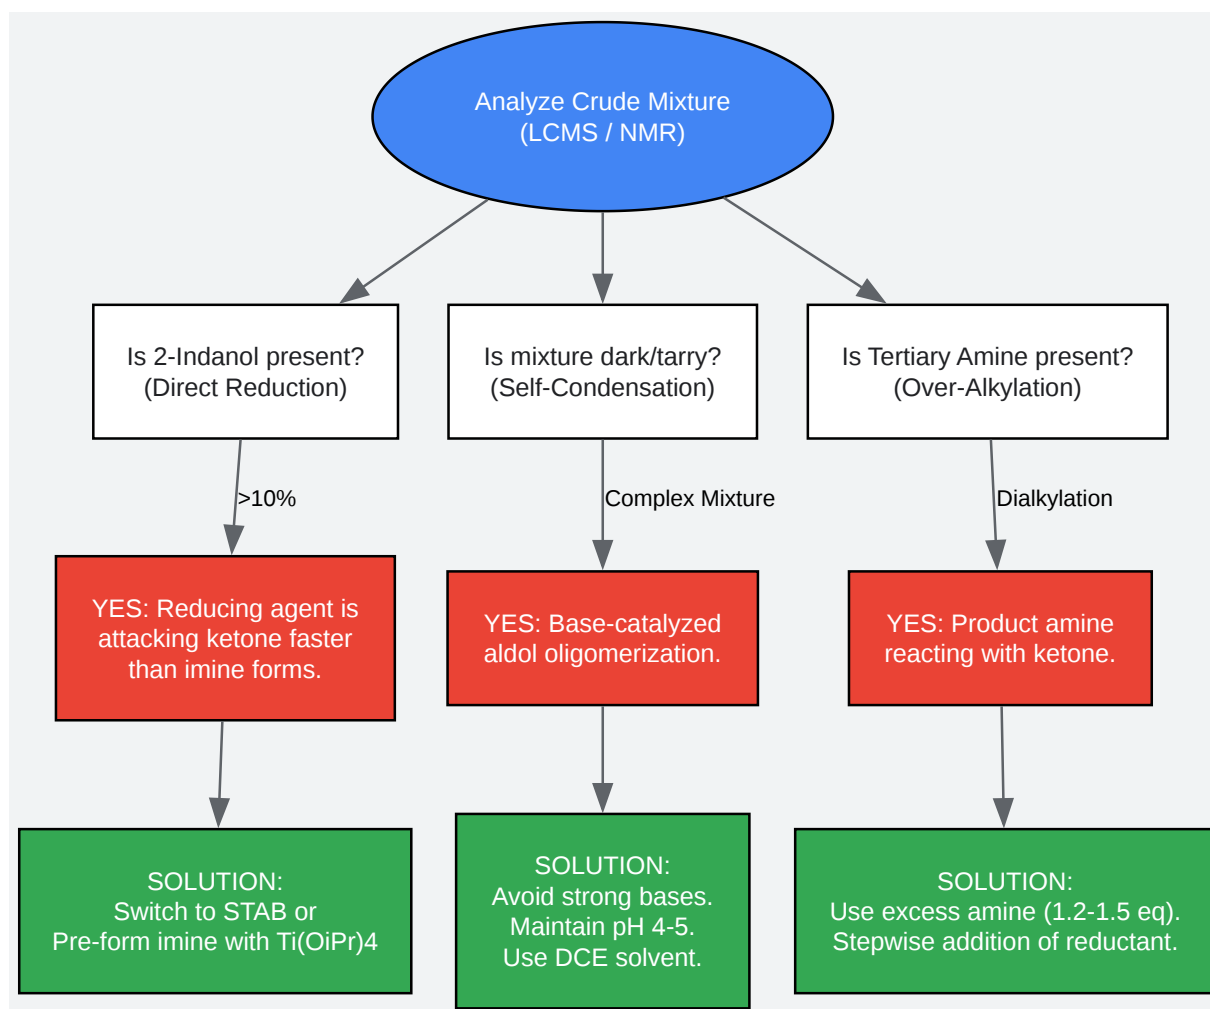 Analyze Crude Mixture
(LCMS / NMR)
Is 2-Indanol present?
(Direct Reduction)
Is mixture dark/tarry?
(Self-Condensation)
Is Tertiary Amine present?
(Over-Alkylation)
>10%
Complex Mixture
Dialkylation
YES: Reducing agent is
attacking ketone faster
than imine forms.
YES: Base-catalyzed
aldol oligomerization.
YES: Product amine
reacting with ketone.
SOLUTION:
Switch to STAB or
Pre-form imine with Ti(OiPr)4
SOLUTION:
Avoid strong bases.
Maintain pH 4-5.
Use DCE solvent.
SOLUTION:
Use excess amine (1.2-1.5 eq).
Stepwise addition of reductant.